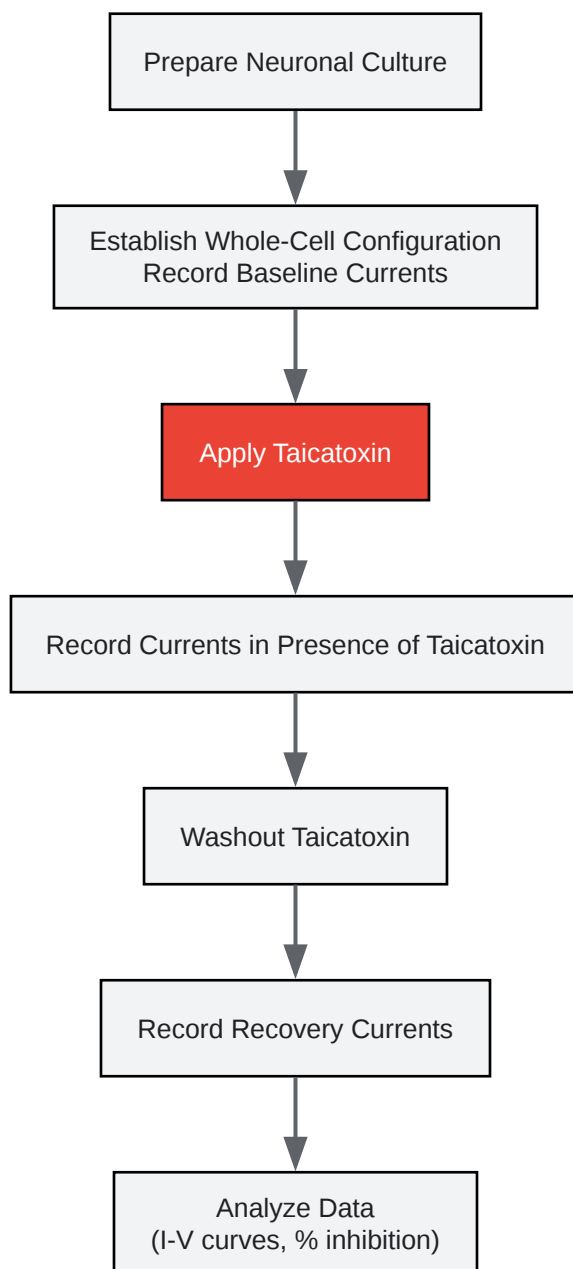 Prepare Neuronal Culture
Establish Whole-Cell Configuration
Record Baseline Currents
Apply Taicatoxin
Record Currents in Presence of Taicatoxin
Washout Taicatoxin
Record Recovery Currents
Analyze Data
(I-V curves, % inhibition)